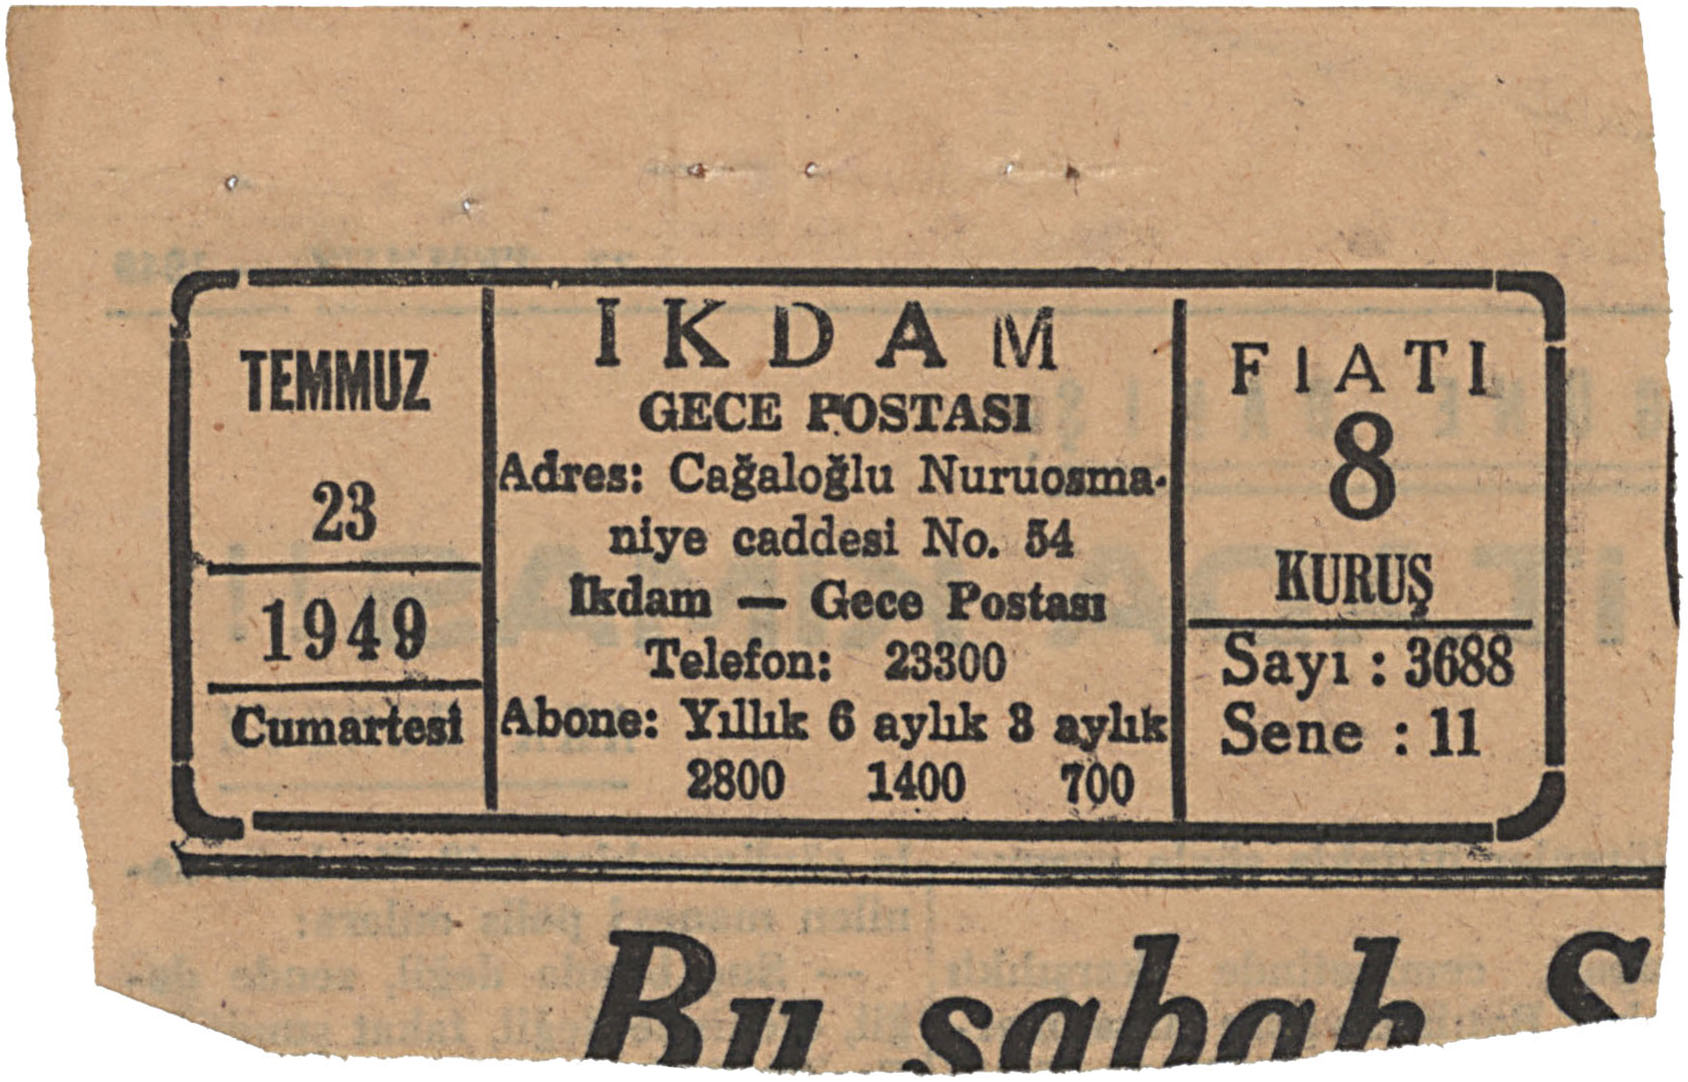 TEMMUZ
23
1949
Cumartesi
IKDAM
GECE POSTASI
Adres: Cağaloğlu Nuruosma-
niye caddesi No. 54
İkdam — Gece Postası
Telefon: 23300
Abone: Yıllık 6 aylık 3 aylık
2800 1400 700
FIATI
8
KURUŞ
Sayı : 3688
Sene : 11
Bu sabah S